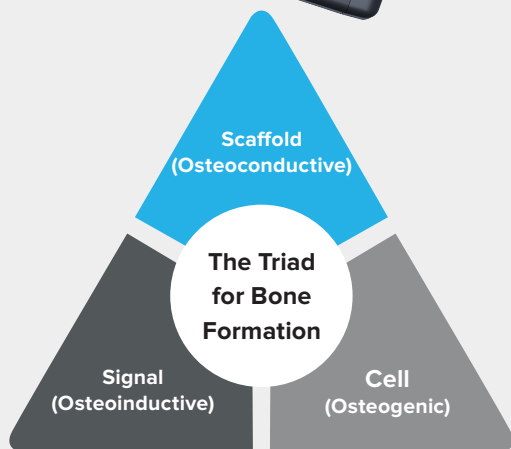 Scaffold
(Osteoconductive)
The Triad
for Bone
Formation
Signal
(Osteoinductive)
Cell
(Osteogenic)